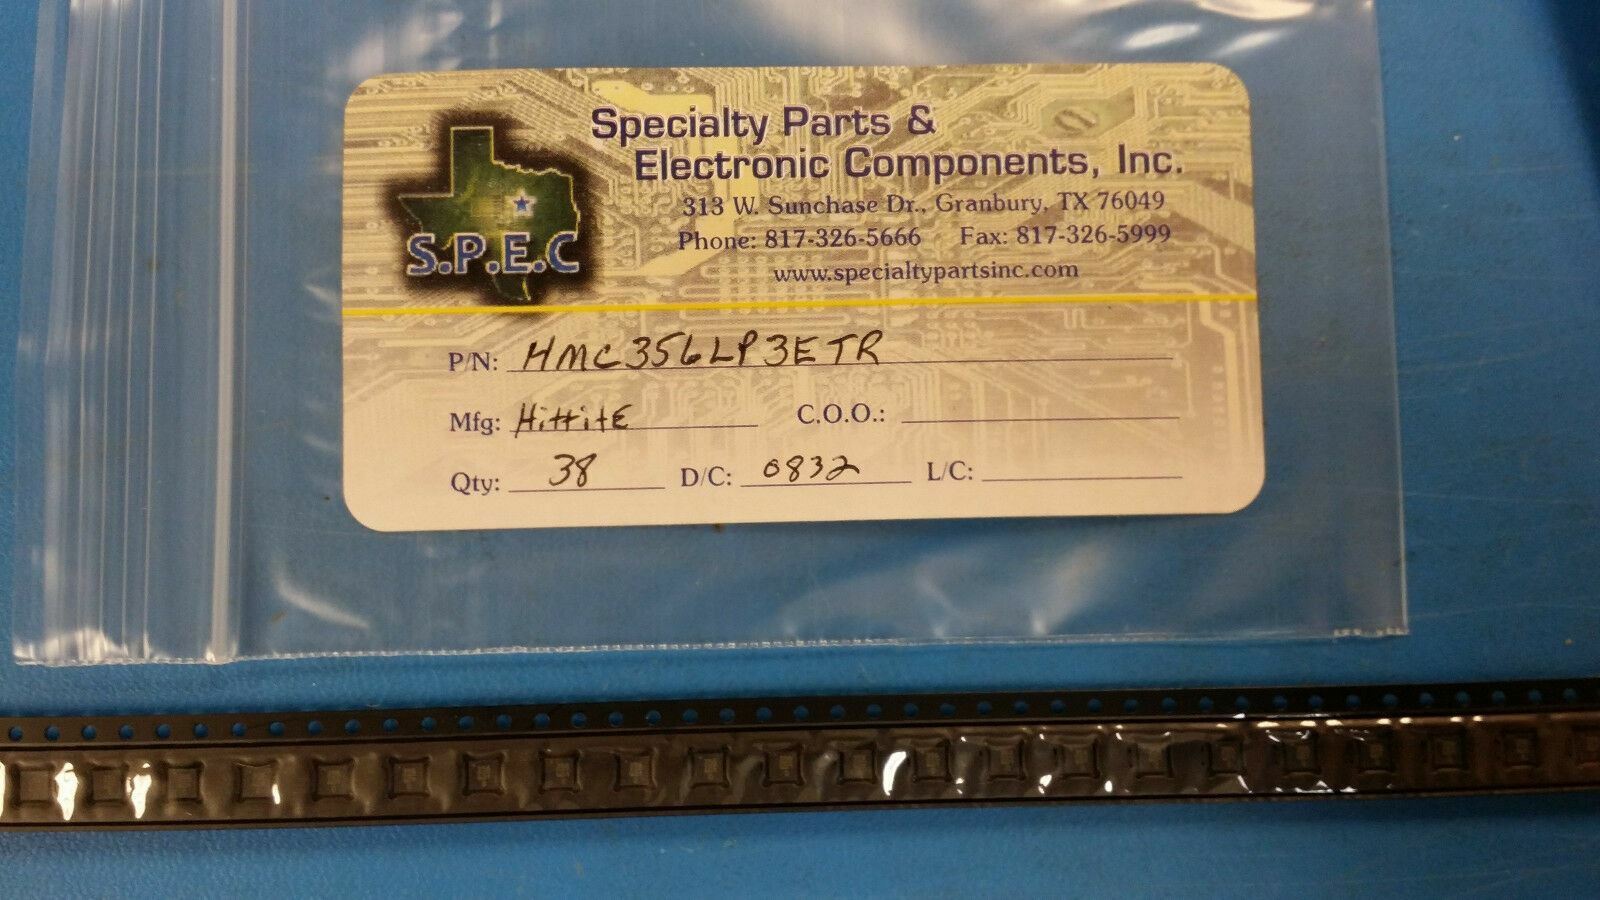 Specialty Parts &
Electronic Components, Inc.
313 W. Sunchase Dr., Granbury, TX 76049
Phone: 817-326-5666 Fax: 817-326-5999
www.specialtypartsinc.com
S.P.E.C
P/N: HMC356LP3ETR
Mfg: HittitE C.O.O.:
Qty: 38 D/C: 0832 L/C: